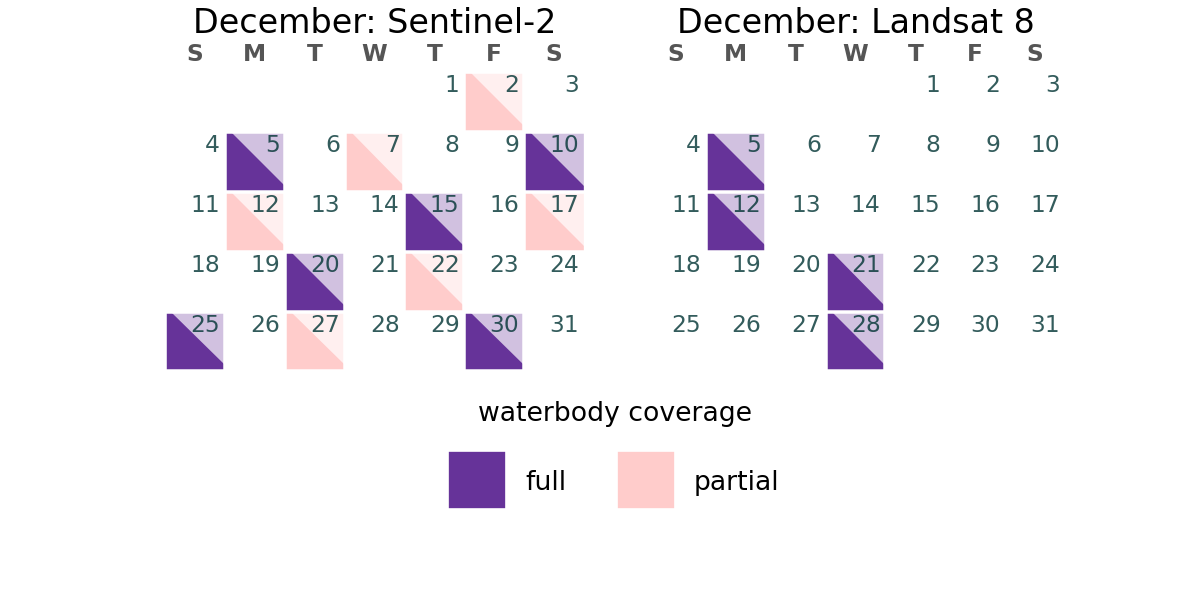 December: Sentinel-2
S M T W T F S
1 2 3
4 5 6 7 8 9 10
11 12 13 14 15 16 17
18 19 20 21 22 23 24
25 26 27 28 29 30 31
December: Landsat 8
S M T W T F S
1 2 3
4 5 6 7 8 9 10
11 12 13 14 15 16 17
18 19 20 21 22 23 24
25 26 27 28 29 30 31
waterbody coverage
full partial